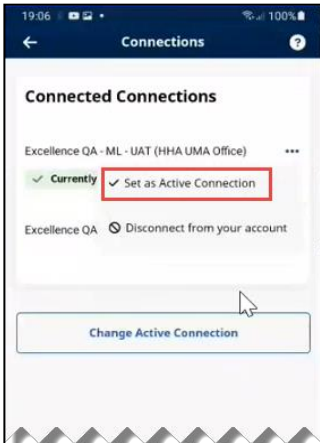 19:06 100%
Connections ?
Connected Connections
Excellence QA - ML - UAT (HHA UMA Office) •••
Currently
Set as Active Connection
Excellence QA
Disconnect from your account
Change Active Connection